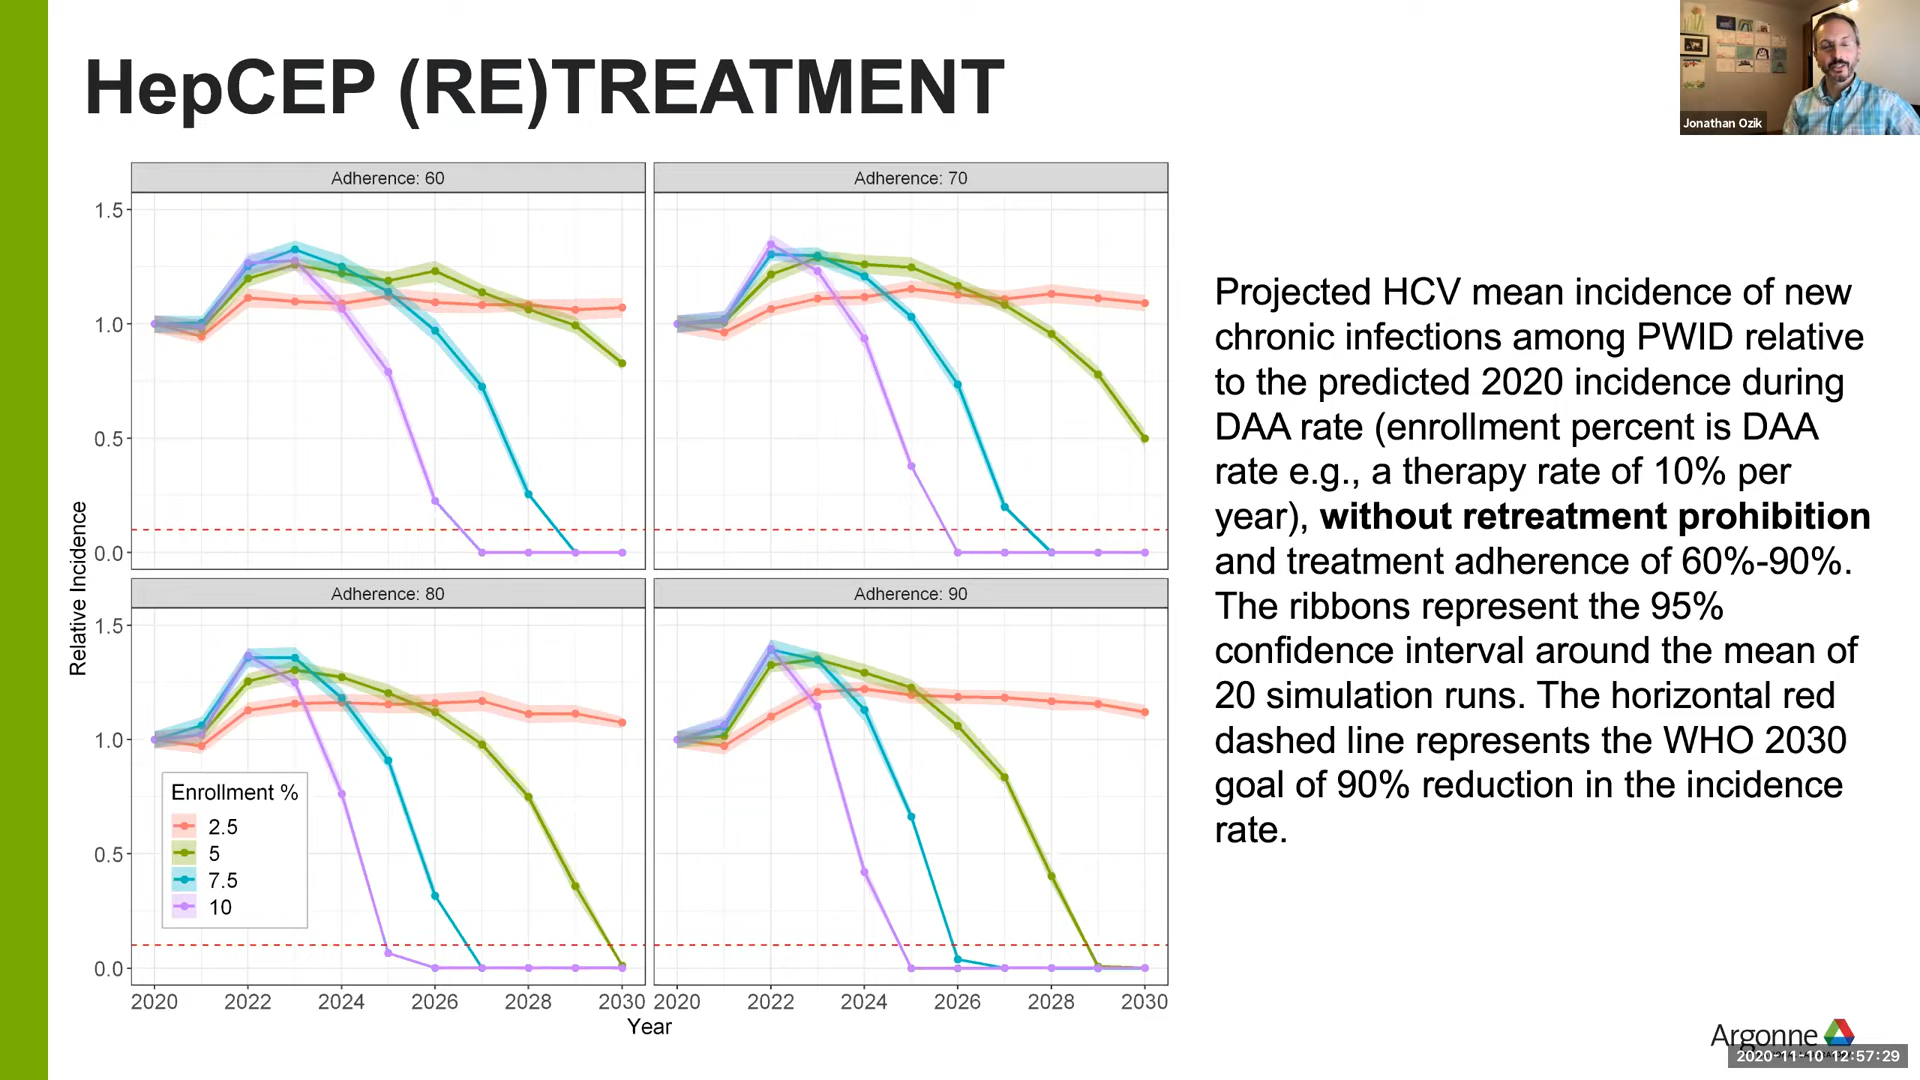 HepCEP (RE)TREATMENT
Jonathan Ozik
Adherence: 60
Adherence: 70
1.5
1.0
0.5
0.0
Relative Incidence
Adherence: 80
Adherence: 90
1.5
1.0
0.5
0.0
Enrollment %
2.5
5
7.5
10
2020 2022 2024 2026 2028 2030 2020 2022 2024 2026 2028 2030
Year
Projected HCV mean incidence of new
chronic infections among PWID relative
to the predicted 2020 incidence during
DAA rate (enrollment percent is DAA
rate e.g., a therapy rate of 10% per
year), without retreatment prohibition
and treatment adherence of 60%-90%.
The ribbons represent the 95%
confidence interval around the mean of
20 simulation runs. The horizontal red
dashed line represents the WHO 2030
goal of 90% reduction in the incidence
rate.
Argonne
2020-11-10 12:57:29